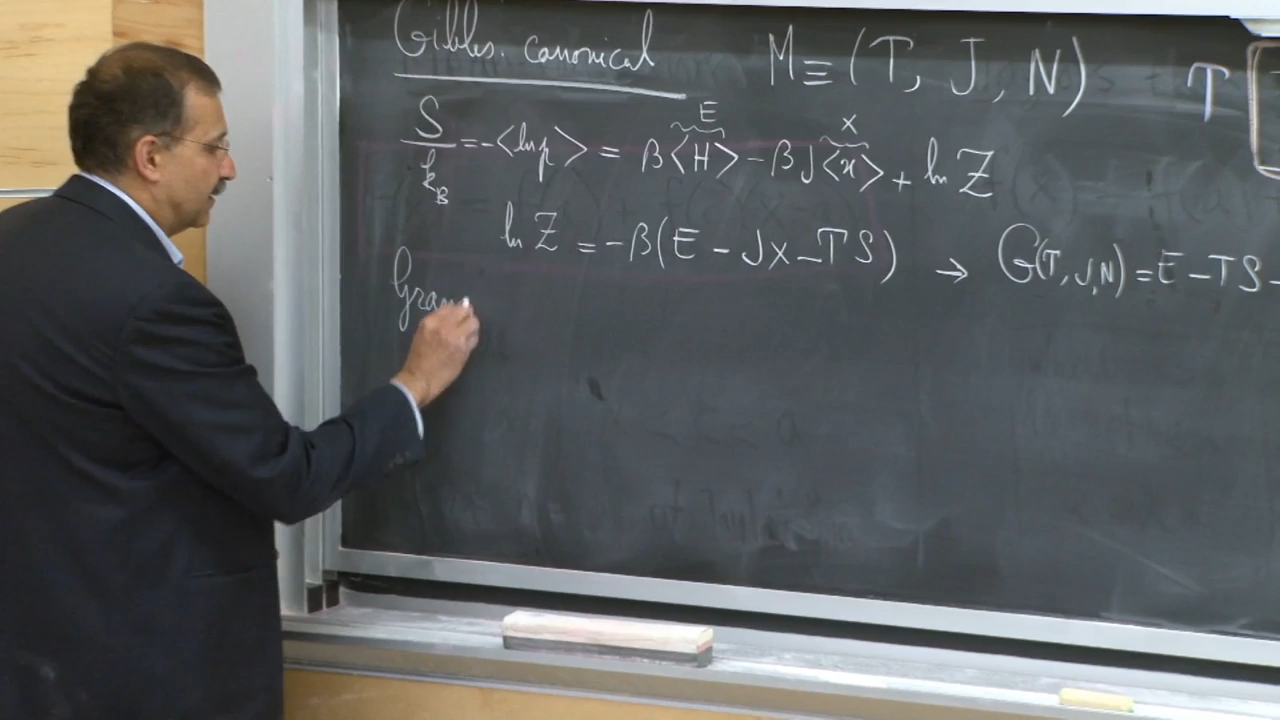 Gibbs. canonical M ≡ (T, J, N) T
S/k_B = -<ln p> = β<H> - βJ<x> + ln Z
E x
ln Z = -β(E - Jx - TS) → G(T, J, N) = E - TS -
Gran